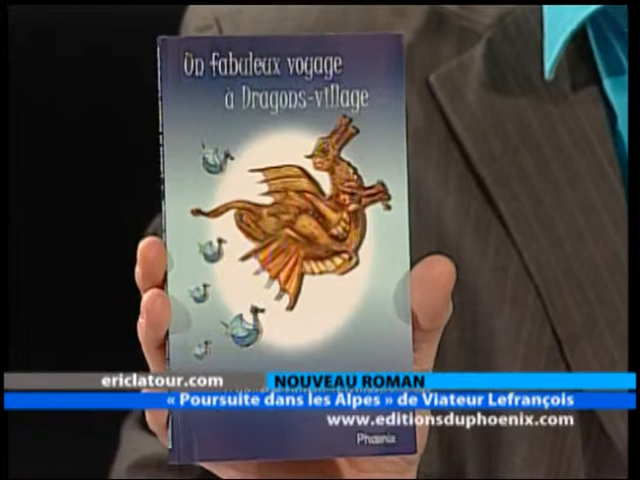 Un fabuleux voyage
à Dragons-village
ericlatour.com
NOUVEAU ROMAN
« Poursuite dans les Alpes » de Viateur Lefrançois
www.editionsduphoenix.com
Phœnix